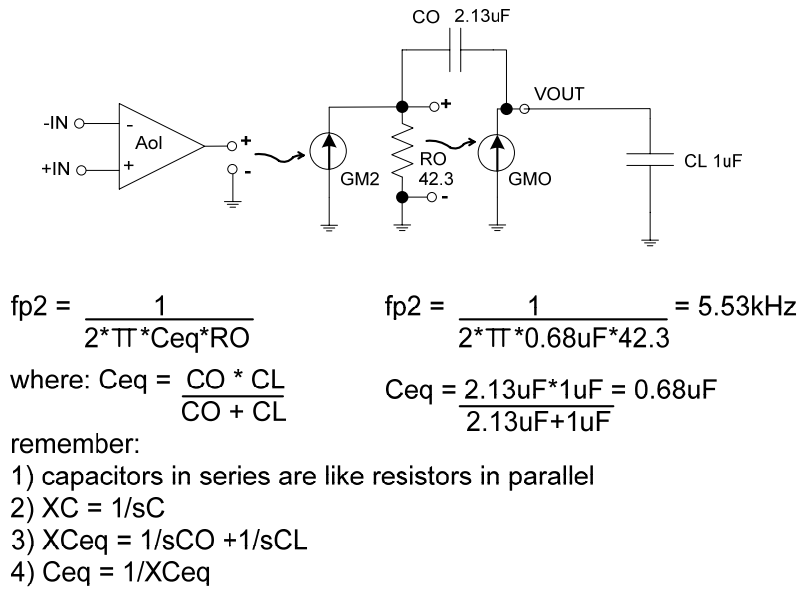 CO 2.13uF
-IN
+IN
-
+
Aol
+
-
GM2
+
RO
42.3
-
GMO
VOUT
CL 1uF
fp2 = 1
2*π*Ceq*RO
fp2 = 1 = 5.53kHz
2*π*0.68uF*42.3
where: Ceq = CO * CL
CO + CL
Ceq = 2.13uF*1uF = 0.68uF
2.13uF+1uF
remember:
1) capacitors in series are like resistors in parallel
2) XC = 1/sC
3) XCeq = 1/sCO +1/sCL
4) Ceq = 1/XCeq